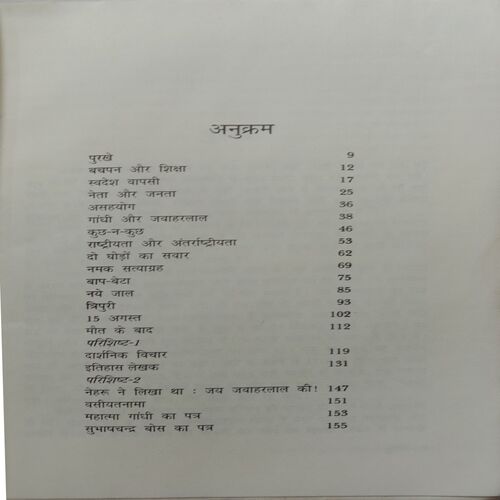 अनुक्रम
पुरखे 9
बचपन और शिक्षा 12
स्वदेश वापसी 17
नेता और जनता 25
असहयोग 36
गांधी और जवाहरलाल 38
कुछ-न-कुछ 46
राष्ट्रीयता और अंतर्राष्ट्रीयता 53
दो घोड़ों का सवार 62
नमक सत्याग्रह 69
बाप-बेटा 75
नये जाल 85
त्रिपुरी 93
15 अगस्त 102
मौत के बाद 112
परिशिष्ट-1
दार्शनिक विचार 119
इतिहास लेखक 131
परिशिष्ट-2
नेहरू ने लिखा था : जय जवाहरलाल की! 147
वसीयतनामा 151
महात्मा गांधी का पत्र 153
सुभाषचन्द्र बोस का पत्र 155